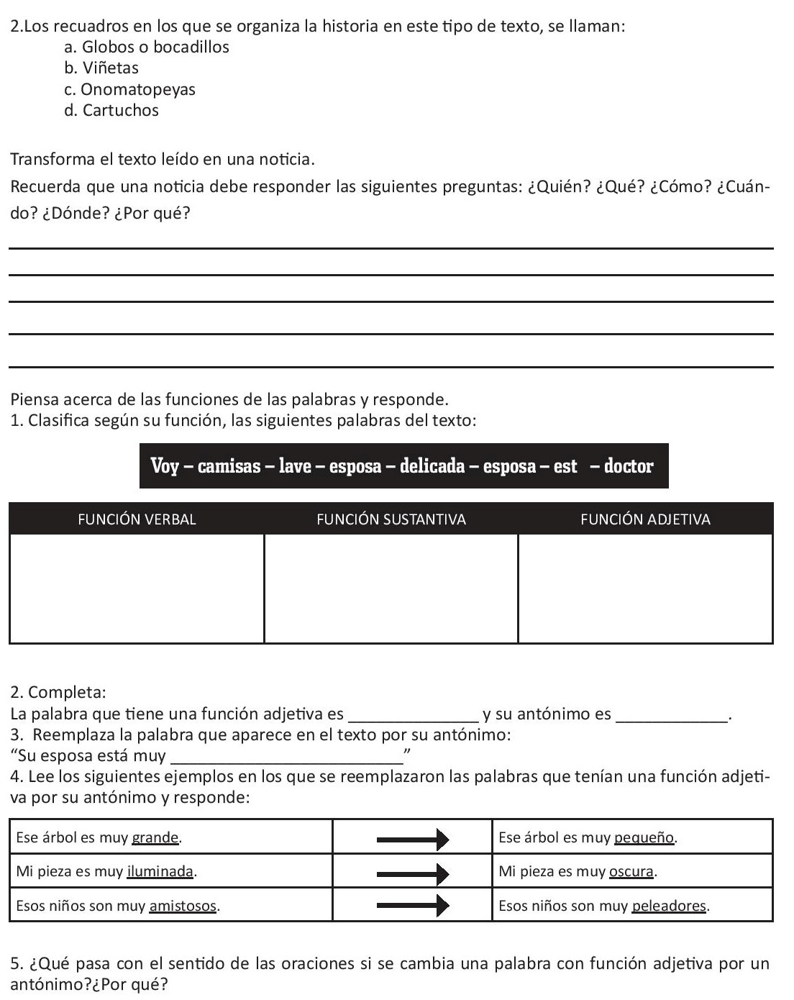 2.Los recuadros en los que se organiza la historia en este tipo de texto, se llaman:
a. Globos o bocadillos
b. Viñetas
c. Onomatopeyas
d. Cartuchos
Transforma el texto leído en una noticia.
Recuerda que una noticia debe responder las siguientes preguntas: ¿Quién? ¿Qué? ¿Cómo? ¿Cuán-
do? ¿Dónde? ¿Por qué?
Piensa acerca de las funciones de las palabras y responde.
1. Clasifica según su función, las siguientes palabras del texto:
Voy – camisas – lave – esposa – delicada – esposa – est – doctor
FUNCIÓN VERBAL FUNCIÓN SUSTANTIVA FUNCIÓN ADJETIVA
2. Completa:
La palabra que tiene una función adjetiva es ______________ y su antónimo es ____________.
3. Reemplaza la palabra que aparece en el texto por su antónimo:
“Su esposa está muy _________________________”
4. Lee los siguientes ejemplos en los que se reemplazaron las palabras que tenían una función adjeti-
va por su antónimo y responde:
Ese árbol es muy grande. Ese árbol es muy pequeño.
Mi pieza es muy iluminada. Mi pieza es muy oscura.
Esos niños son muy amistosos. Esos niños son muy peleadores.
5. ¿Qué pasa con el sentido de las oraciones si se cambia una palabra con función adjetiva por un
antónimo?¿Por qué?